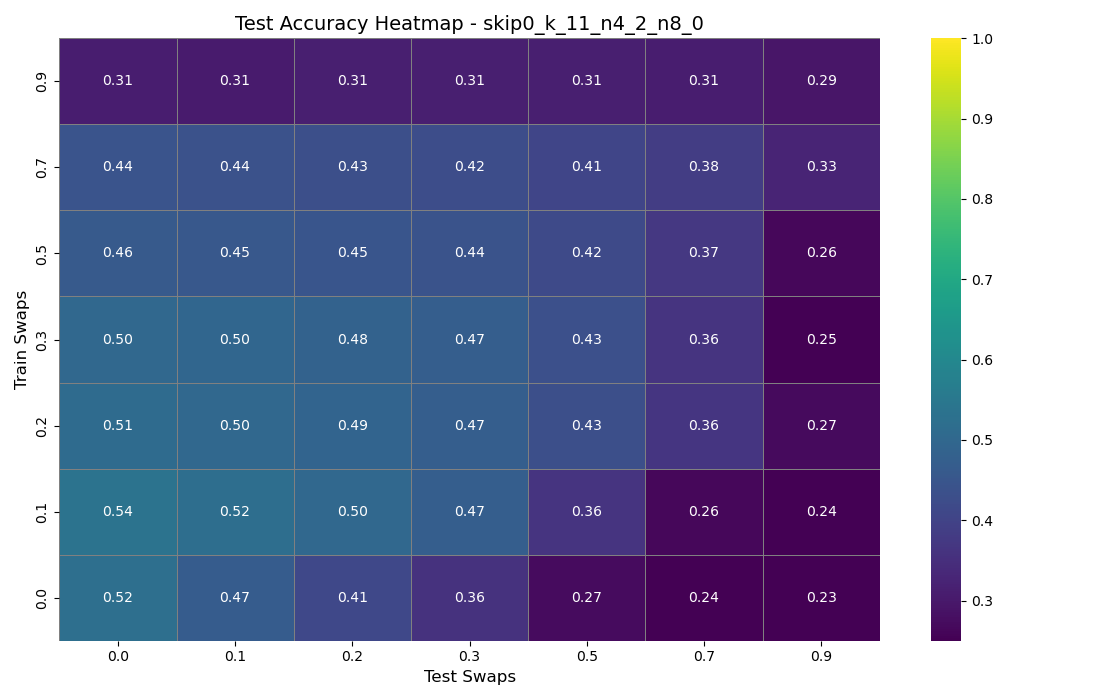 Test Accuracy Heatmap - skip0_k_11_n4_2_n8_0
Train Swaps
0.9 0.31 0.31 0.31 0.31 0.31 0.31 0.29
0.7 0.44 0.44 0.43 0.42 0.41 0.38 0.33
0.5 0.46 0.45 0.45 0.44 0.42 0.37 0.26
0.3 0.50 0.50 0.48 0.47 0.43 0.36 0.25
0.2 0.51 0.50 0.49 0.47 0.43 0.36 0.27
0.1 0.54 0.52 0.50 0.47 0.36 0.26 0.24
0.0 0.52 0.47 0.41 0.36 0.27 0.24 0.23
0.0 0.1 0.2 0.3 0.5 0.7 0.9
Test Swaps
1.0
0.9
0.8
0.7
0.6
0.5
0.4
0.3